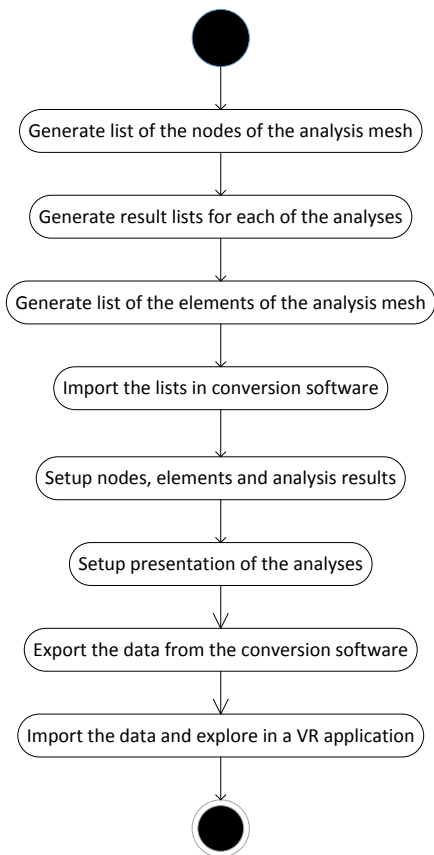 Generate list of the nodes of the analysis mesh
Generate result lists for each of the analyses
Generate list of the elements of the analysis mesh
Import the lists in conversion software
Setup nodes, elements and analysis results
Setup presentation of the analyses
Export the data from the conversion software
Import the data and explore in a VR application